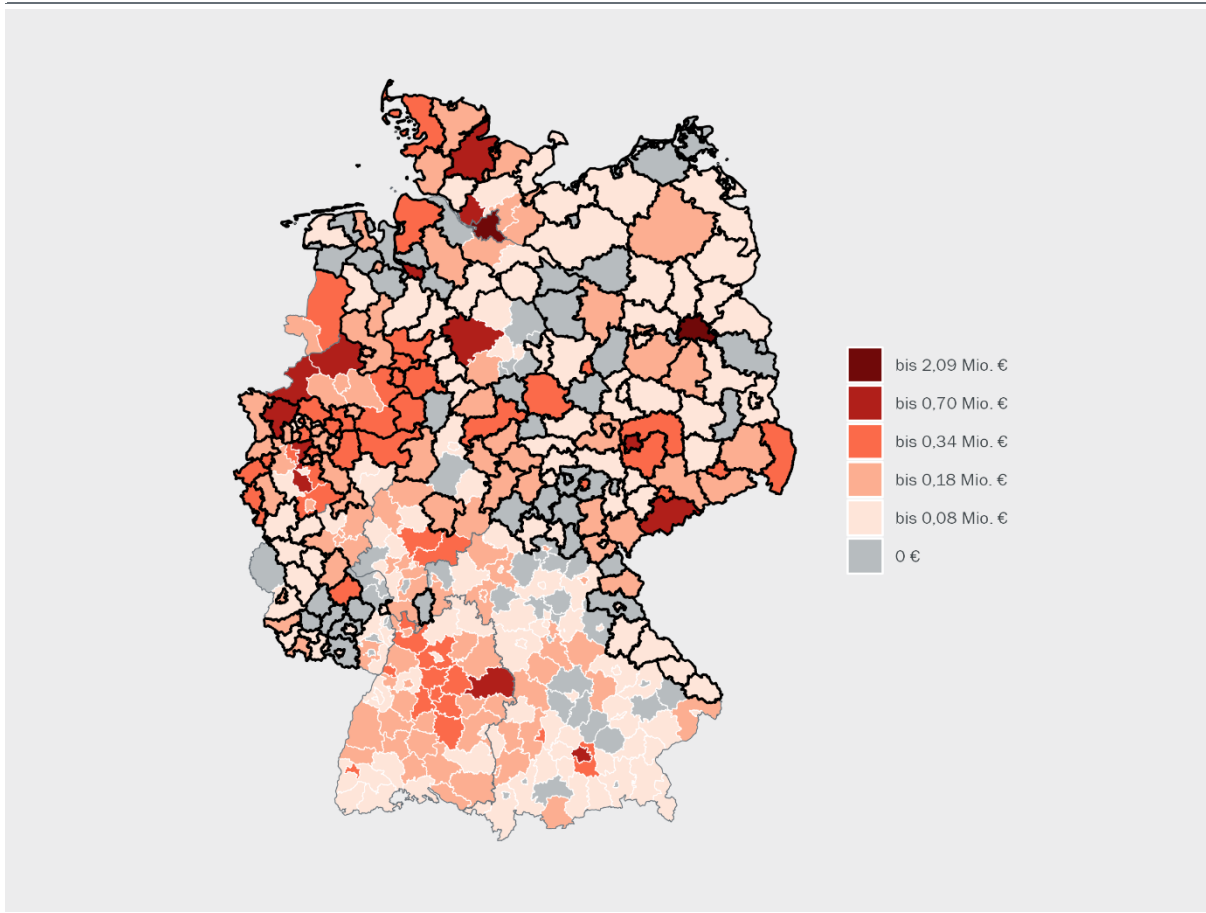 bis 2,09 Mio. €
bis 0,70 Mio. €
bis 0,34 Mio. €
bis 0,18 Mio. €
bis 0,08 Mio. €
0 €